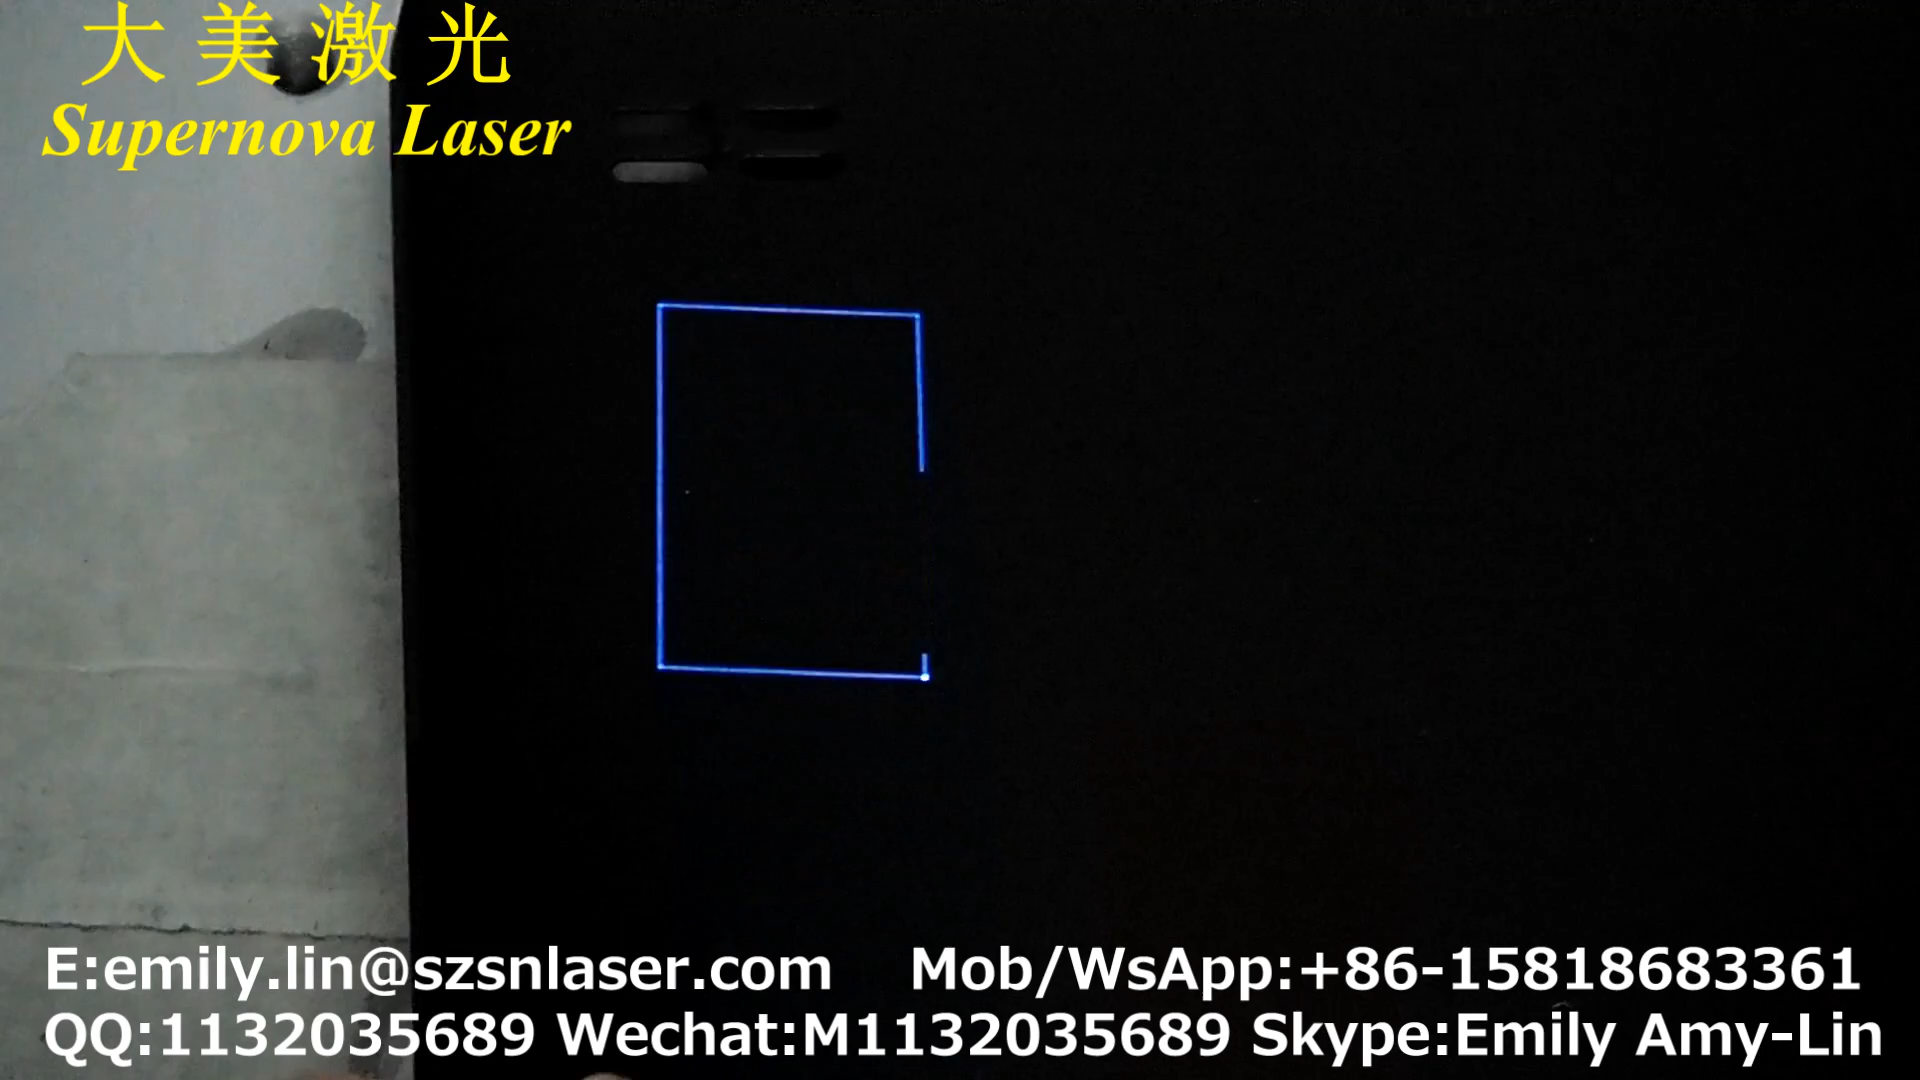 大美激光
Supernova Laser
E:emily.lin@szsnlaser.com Mob/WsApp:+86-15818683361
QQ:1132035689 Wechat:M1132035689 Skype:Emily Amy-Lin